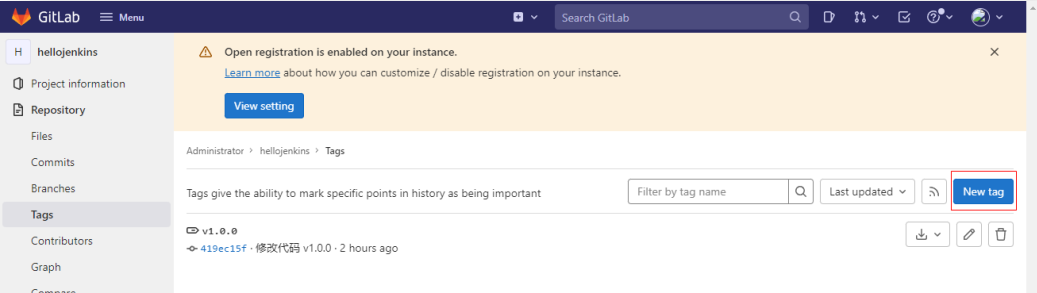 GitLab
Menu
Search GitLab
H hellojenkins
Project information
Repository
Files
Commits
Branches
Tags
Contributors
Graph
Compare
Open registration is enabled on your instance.
Learn more about how you can customize / disable registration on your instance.
View setting
Administrator > hellojenkins > Tags
Tags give the ability to mark specific points in history as being important
Filter by tag name
Last updated
New tag
v1.0.0
419ec15f · 修改代码 v1.0.0 · 2 hours ago